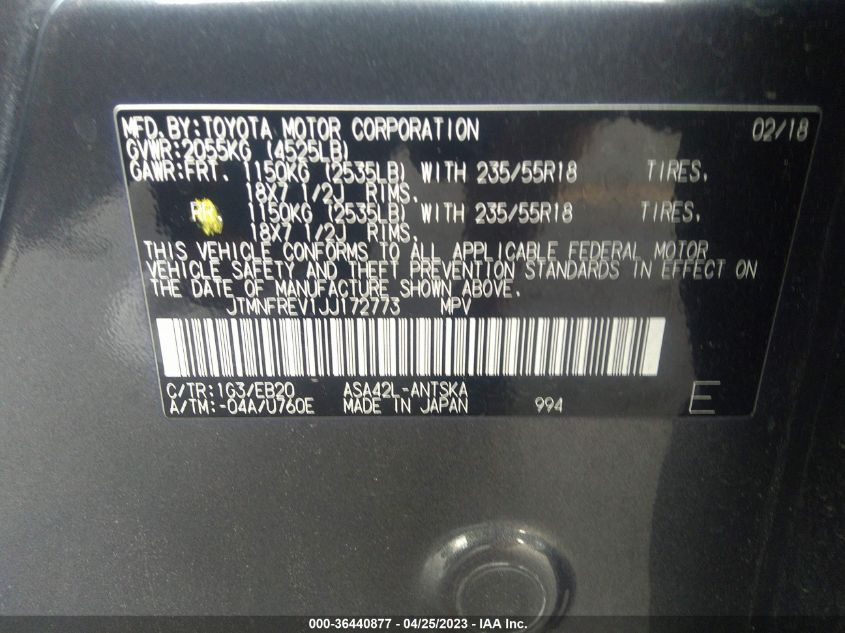 MFD.BY:TOYOTA MOTOR CORPORATION 02/18
GVWR:2055KG (4525LB)
GAWR:FRT. 1150KG (2535LB) WITH 235/55R18 TIRES,
18X7 1/2J RIMS.
RR. 1150KG (2535LB) WITH 235/55R18 TIRES,
18X7 1/2J RIMS.
THIS VEHICLE CONFORMS TO ALL APPLICABLE FEDERAL MOTOR
VEHICLE SAFETY AND THEFT PREVENTION STANDARDS IN EFFECT ON
THE DATE OF MANUFACTURE SHOWN ABOVE.
JTMNFREV1JJ172773 MPV
C/TR:1G3/EB20 ASA42L-ANTSKA
A/TM:-04A/U760E MADE IN JAPAN 994 E
000-36440877 - 04/25/2023 - IAA Inc.